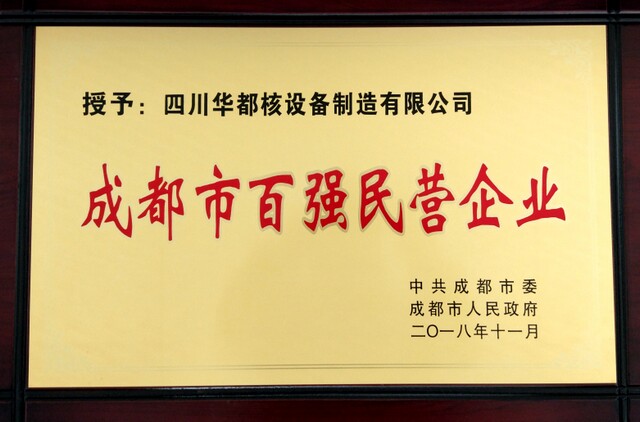 授予：四川华都核设备制造有限公司
成都市百强民营企业
中共成都市委
成都市人民政府
二〇一八年十一月